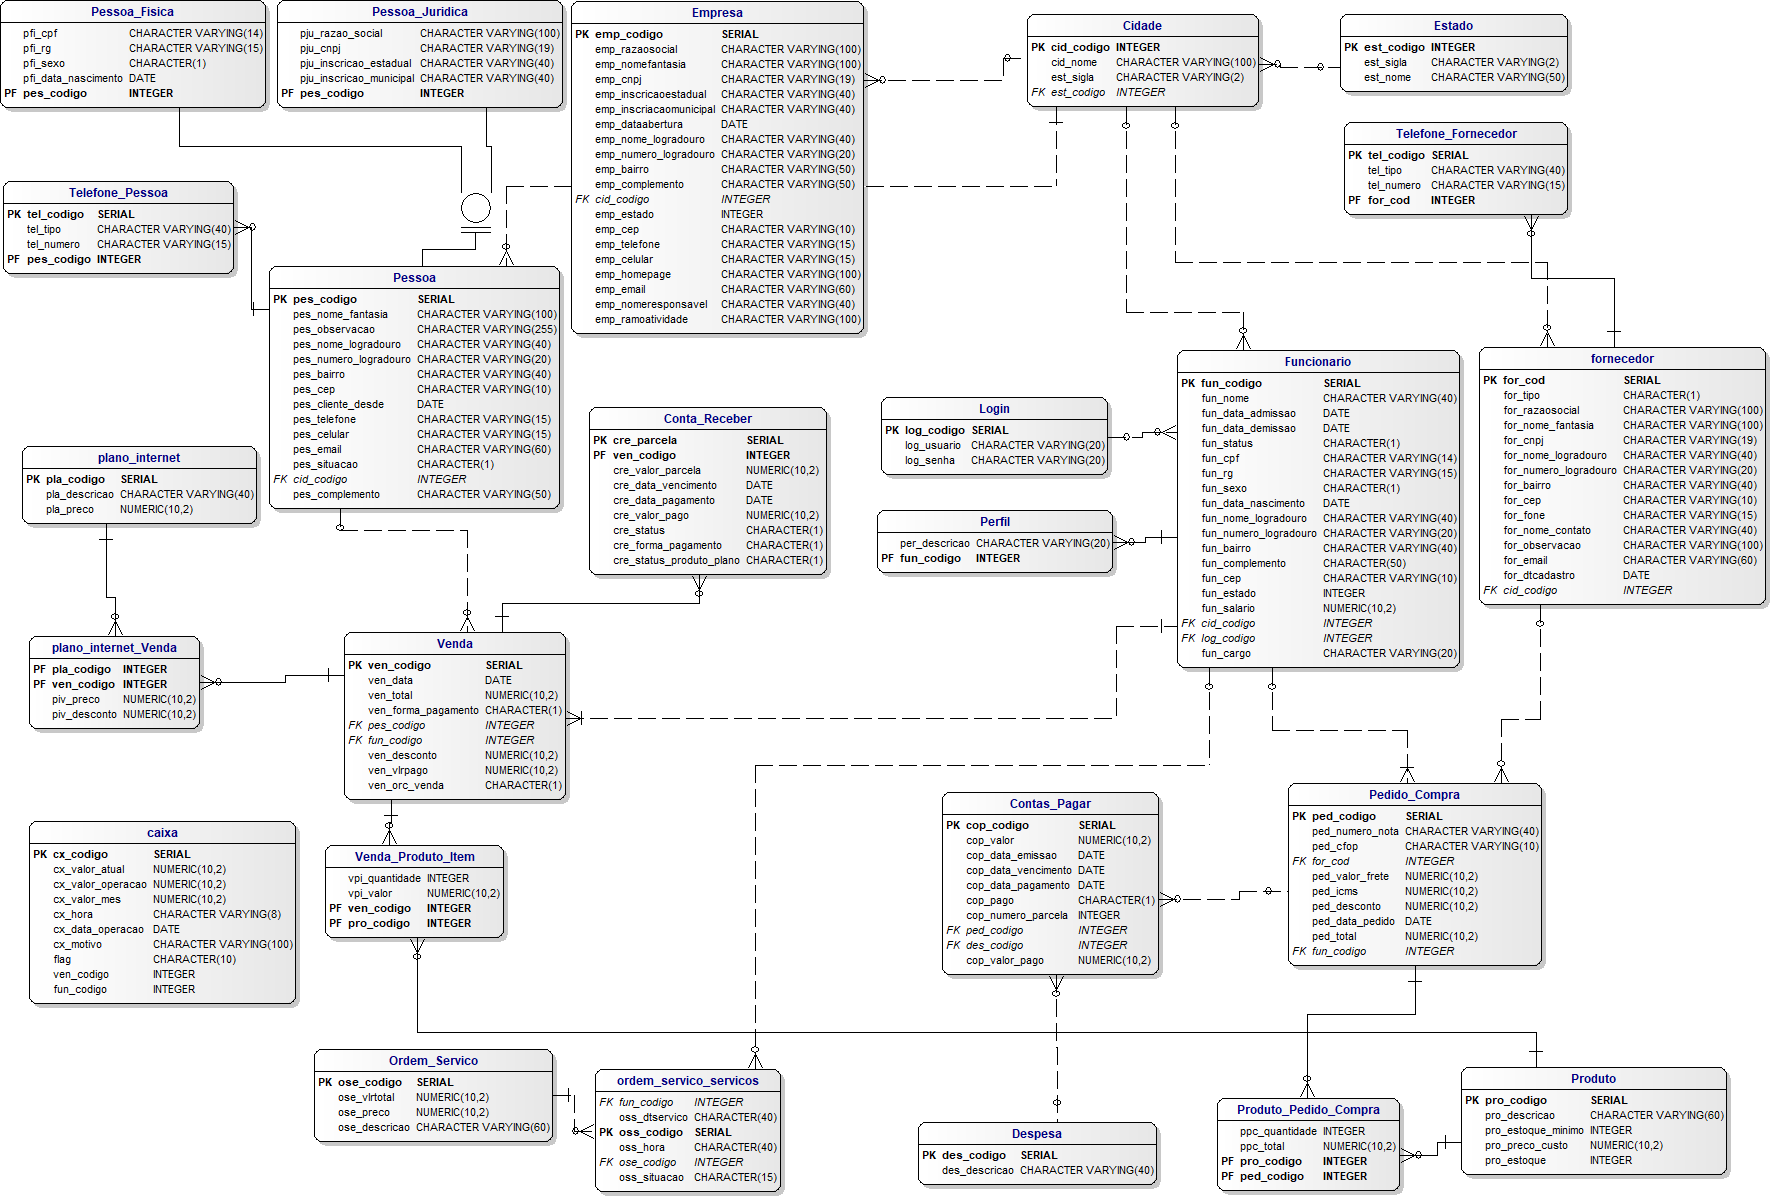 Pessoa_Fisica
pfi_cpf CHARACTER VARYING(14)
pfi_rg CHARACTER VARYING(15)
pfi_sexo CHARACTER(1)
pfi_data_nascimento DATE
PF pes_codigo INTEGER
Pessoa_Juridica
pju_razao_social CHARACTER VARYING(100)
pju_cnpj CHARACTER VARYING(19)
pju_inscricao_estadual CHARACTER VARYING(40)
pju_inscricao_municipal CHARACTER VARYING(40)
PF pes_codigo INTEGER
Empresa
PK emp_codigo SERIAL
emp_razaosocial CHARACTER VARYING(100)
emp_nomefantasia CHARACTER VARYING(100)
emp_cnpj CHARACTER VARYING(19)
emp_inscricaoestadual CHARACTER VARYING(40)
emp_inscriacaomunicipal CHARACTER VARYING(40)
emp_dataabertura DATE
emp_nome_logradouro CHARACTER VARYING(40)
emp_numero_logradouro CHARACTER VARYING(20)
emp_bairro CHARACTER VARYING(50)
emp_complemento CHARACTER VARYING(50)
FK cid_codigo INTEGER
emp_estado INTEGER
emp_cep CHARACTER VARYING(10)
emp_telefone CHARACTER VARYING(15)
emp_celular CHARACTER VARYING(15)
emp_homepage CHARACTER VARYING(100)
emp_email CHARACTER VARYING(60)
emp_nomeresponsavel CHARACTER VARYING(40)
emp_ramoatividade CHARACTER VARYING(100)
Cidade
PK cid_codigo INTEGER
cid_nome CHARACTER VARYING(100)
est_sigla CHARACTER VARYING(2)
FK est_codigo INTEGER
Estado
PK est_codigo INTEGER
est_sigla CHARACTER VARYING(2)
est_nome CHARACTER VARYING(50)
Telefone_Fornecedor
PK tel_codigo SERIAL
tel_tipo CHARACTER VARYING(40)
tel_numero CHARACTER VARYING(15)
PF for_cod INTEGER
Telefone_Pessoa
PK tel_codigo SERIAL
tel_tipo CHARACTER VARYING(40)
tel_numero CHARACTER VARYING(15)
PF pes_codigo INTEGER
Pessoa
PK pes_codigo SERIAL
pes_nome_fantasia CHARACTER VARYING(100)
pes_observacao CHARACTER VARYING(255)
pes_nome_logradouro CHARACTER VARYING(40)
pes_numero_logradouro CHARACTER VARYING(20)
pes_bairro CHARACTER VARYING(40)
pes_cep CHARACTER VARYING(10)
pes_cliente_desde DATE
pes_telefone CHARACTER VARYING(15)
pes_celular CHARACTER VARYING(15)
pes_email CHARACTER VARYING(60)
pes_situacao CHARACTER(1)
FK cid_codigo INTEGER
pes_complemento CHARACTER VARYING(50)
Funcionario
PK fun_codigo SERIAL
fun_nome CHARACTER VARYING(40)
fun_data_admissao DATE
fun_data_demissao DATE
fun_status CHARACTER(1)
fun_cpf CHARACTER VARYING(14)
fun_rg CHARACTER VARYING(15)
fun_sexo CHARACTER(1)
fun_data_nascimento DATE
fun_nome_logradouro CHARACTER VARYING(40)
fun_numero_logradouro CHARACTER VARYING(20)
fun_bairro CHARACTER VARYING(40)
fun_complemento CHARACTER(50)
fun_cep CHARACTER VARYING(10)
fun_estado INTEGER
fun_salario NUMERIC(10,2)
FK cid_codigo INTEGER
FK log_codigo INTEGER
fun_cargo CHARACTER VARYING(20)
fornecedor
PK for_cod SERIAL
for_tipo CHARACTER(1)
for_razaosocial CHARACTER VARYING(100)
for_nome_fantasia CHARACTER VARYING(100)
for_cnpj CHARACTER VARYING(19)
for_nome_logradouro CHARACTER VARYING(40)
for_numero_logradouro CHARACTER VARYING(20)
for_bairro CHARACTER VARYING(40)
for_cep CHARACTER VARYING(10)
for_fone CHARACTER VARYING(15)
for_nome_contato CHARACTER VARYING(40)
for_observacao CHARACTER VARYING(100)
for_email CHARACTER VARYING(60)
for_dtcadastro DATE
FK cid_codigo INTEGER
Login
PK log_codigo SERIAL
log_usuario CHARACTER VARYING(20)
log_senha CHARACTER VARYING(20)
Conta_Receber
PK cre_parcela SERIAL
PF ven_codigo INTEGER
cre_valor_parcela NUMERIC(10,2)
cre_data_vencimento DATE
cre_data_pagamento DATE
cre_valor_pago NUMERIC(10,2)
cre_status CHARACTER(1)
cre_forma_pagamento CHARACTER(1)
cre_status_produto_plano CHARACTER(1)
plano_internet
PK pla_codigo SERIAL
pla_descricao CHARACTER VARYING(40)
pla_preco NUMERIC(10,2)
Perfil
per_descricao CHARACTER VARYING(20)
PF fun_codigo INTEGER
plano_internet_Venda
PF pla_codigo INTEGER
PF ven_codigo INTEGER
piv_preco NUMERIC(10,2)
piv_desconto NUMERIC(10,2)
Venda
PK ven_codigo SERIAL
ven_data DATE
ven_total NUMERIC(10,2)
ven_forma_pagamento CHARACTER(1)
FK pes_codigo INTEGER
FK fun_codigo INTEGER
ven_desconto NUMERIC(10,2)
ven_vlrpago NUMERIC(10,2)
ven_orc_venda CHARACTER(1)
caixa
PK cx_codigo SERIAL
cx_valor_atual NUMERIC(10,2)
cx_valor_operacao NUMERIC(10,2)
cx_valor_mes NUMERIC(10,2)
cx_hora CHARACTER VARYING(8)
cx_data_operacao DATE
cx_motivo CHARACTER VARYING(100)
flag CHARACTER(10)
ven_codigo INTEGER
fun_codigo INTEGER
Venda_Produto_Item
vpi_quantidade INTEGER
vpi_valor NUMERIC(10,2)
PF ven_codigo INTEGER
PF pro_codigo INTEGER
Contas_Pagar
PK cop_codigo SERIAL
cop_valor NUMERIC(10,2)
cop_data_emissao DATE
cop_data_vencimento DATE
cop_data_pagamento DATE
cop_pago CHARACTER(1)
cop_numero_parcela INTEGER
FK ped_codigo INTEGER
FK des_codigo INTEGER
cop_valor_pago NUMERIC(10,2)
Pedido_Compra
PK ped_codigo SERIAL
ped_numero_nota CHARACTER VARYING(40)
ped_cfop CHARACTER VARYING(10)
FK for_cod INTEGER
ped_valor_frete NUMERIC(10,2)
ped_icms NUMERIC(10,2)
ped_desconto NUMERIC(10,2)
ped_data_pedido DATE
ped_total NUMERIC(10,2)
FK fun_codigo INTEGER
Ordem_Servico
PK ose_codigo SERIAL
ose_vlrtotal NUMERIC(10,2)
ose_preco NUMERIC(10,2)
ose_descricao CHARACTER VARYING(60)
ordem_servico_servicos
FK fun_codigo INTEGER
oss_dtservico CHARACTER(40)
PK oss_codigo SERIAL
oss_hora CHARACTER(40)
FK ose_codigo INTEGER
oss_situacao CHARACTER(15)
Despesa
PK des_codigo SERIAL
des_descricao CHARACTER VARYING(40)
Produto_Pedido_Compra
ppc_quantidade INTEGER
ppc_total NUMERIC(10,2)
PF pro_codigo INTEGER
PF ped_codigo INTEGER
Produto
PK pro_codigo SERIAL
pro_descricao CHARACTER VARYING(60)
pro_estoque_minimo INTEGER
pro_preco_custo NUMERIC(10,2)
pro_estoque INTEGER